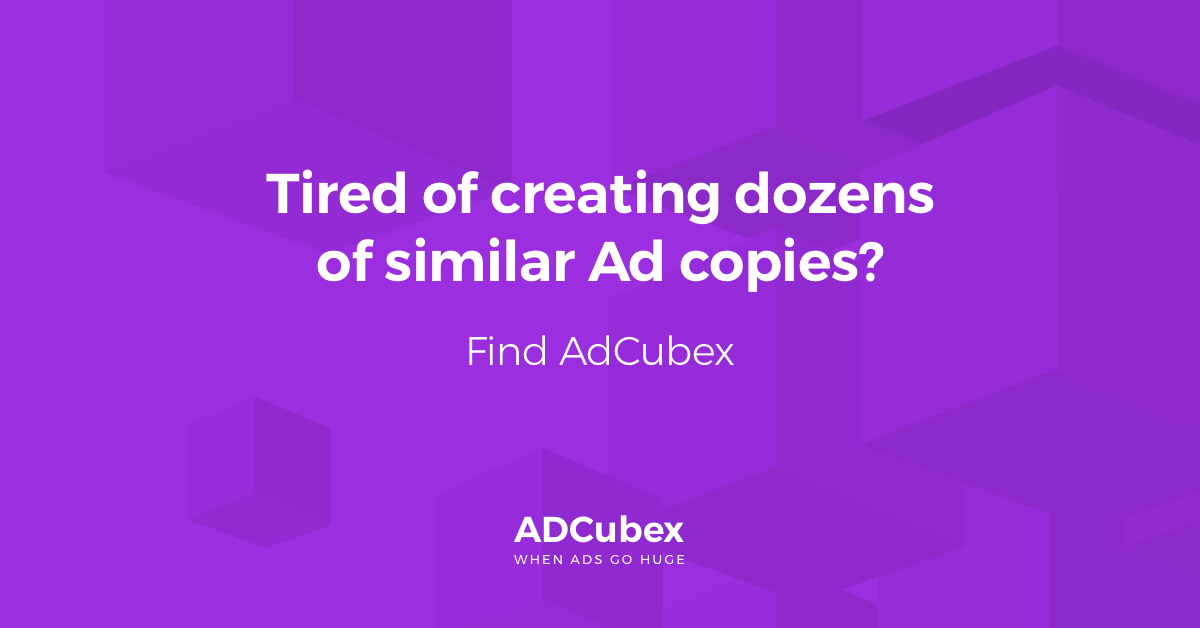 Tired of creating dozens
of similar Ad copies?
Find AdCubex
ADCubex
WHEN ADS GO HUGE